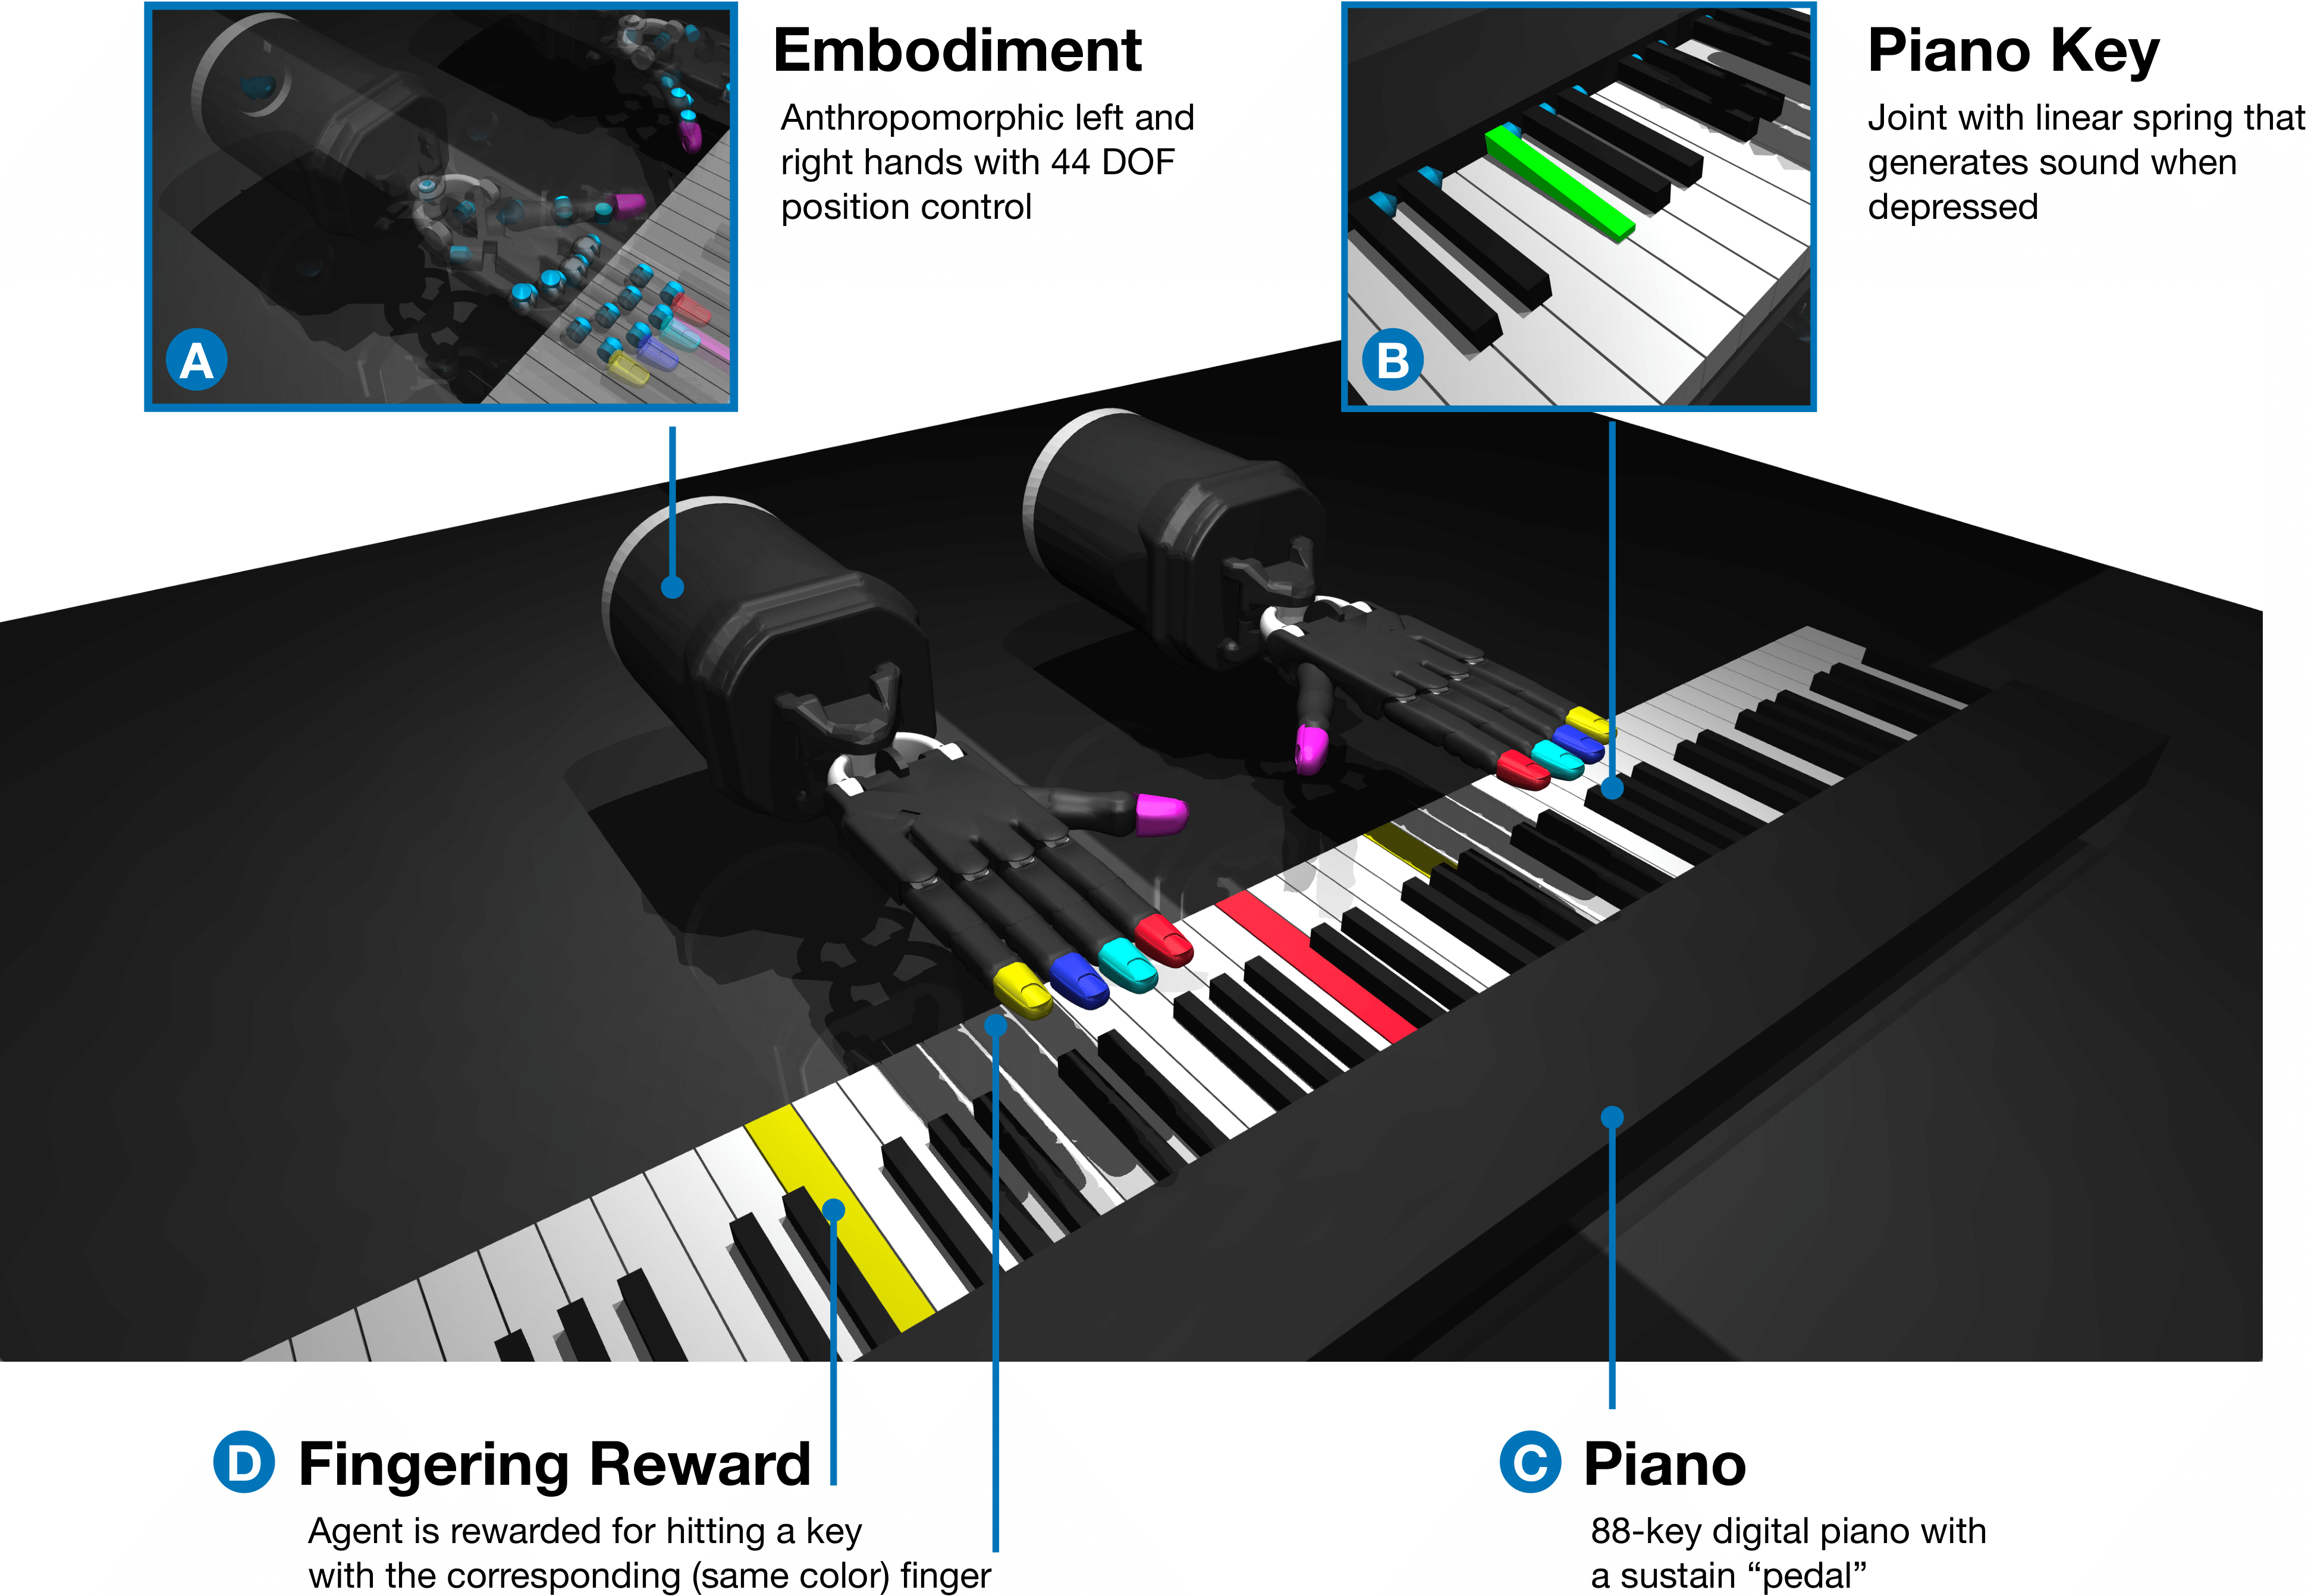 A
Embodiment
Anthropomorphic left and
right hands with 44 DOF
position control
B
Piano Key
Joint with linear spring that
generates sound when
depressed
D Fingering Reward
Agent is rewarded for hitting a key
with the corresponding (same color) finger
C Piano
88-key digital piano with
a sustain “pedal”